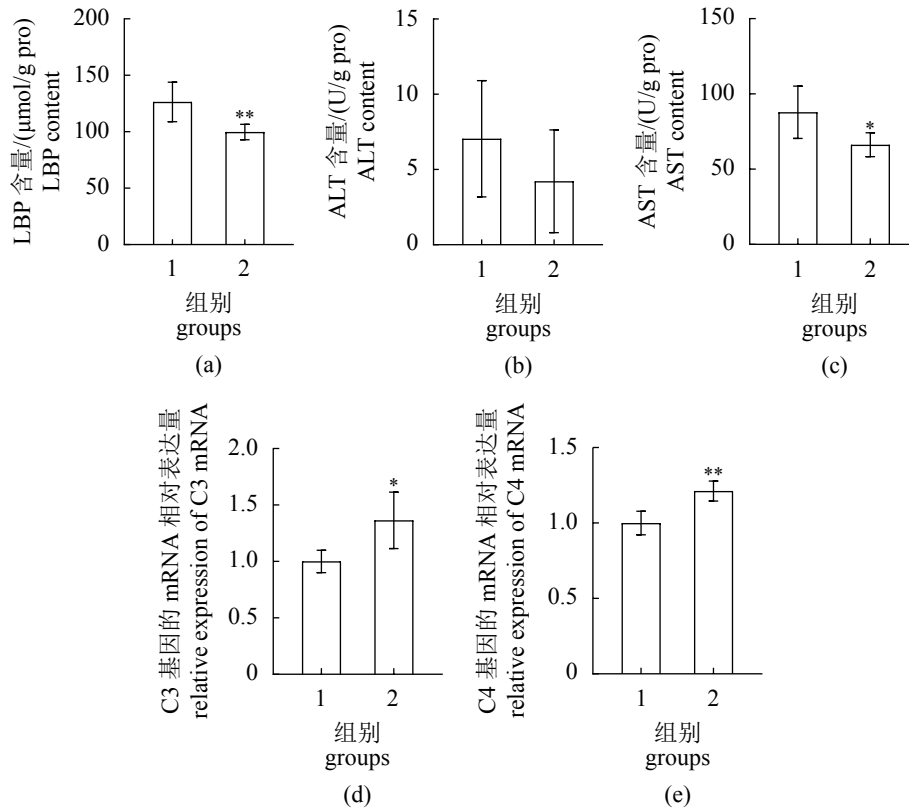 LBP 含量/(μmol/g pro)
LBP content
200
150
100
50
0
**
1 2
组别
groups
(a)
ALT 含量/(U/g pro)
ALT content
15
10
5
0
1 2
组别
groups
(b)
AST 含量/(U/g pro)
AST content
150
100
50
0
*
1 2
组别
groups
(c)
C3 基因的 mRNA 相对表达量
relative expression of C3 mRNA
2.0
1.5
1.0
0.5
0
*
1 2
组别
groups
(d)
C4 基因的 mRNA 相对表达量
relative expression of C4 mRNA
1.5
1.0
0.5
0
**
1 2
组别
groups
(e)